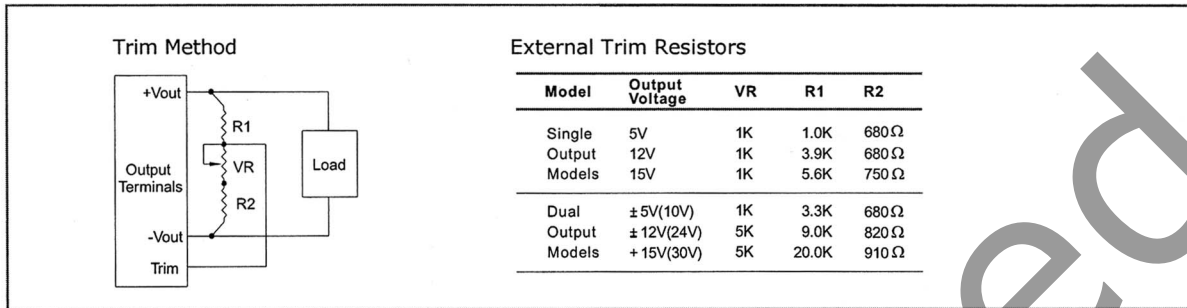 Trim Method
+Vout
R1
VR
R2
Output
Terminals
-Vout
Trim
Load
External Trim Resistors
Model Output Voltage VR R1 R2
Single 5V 1K 1.0K 680Ω
Output 12V 1K 3.9K 680Ω
Models 15V 1K 5.6K 750Ω
Dual ±5V(10V) 1K 3.3K 680Ω
Output ±12V(24V) 5K 9.0K 820Ω
Models +15V(30V) 5K 20.0K 910Ω
ed